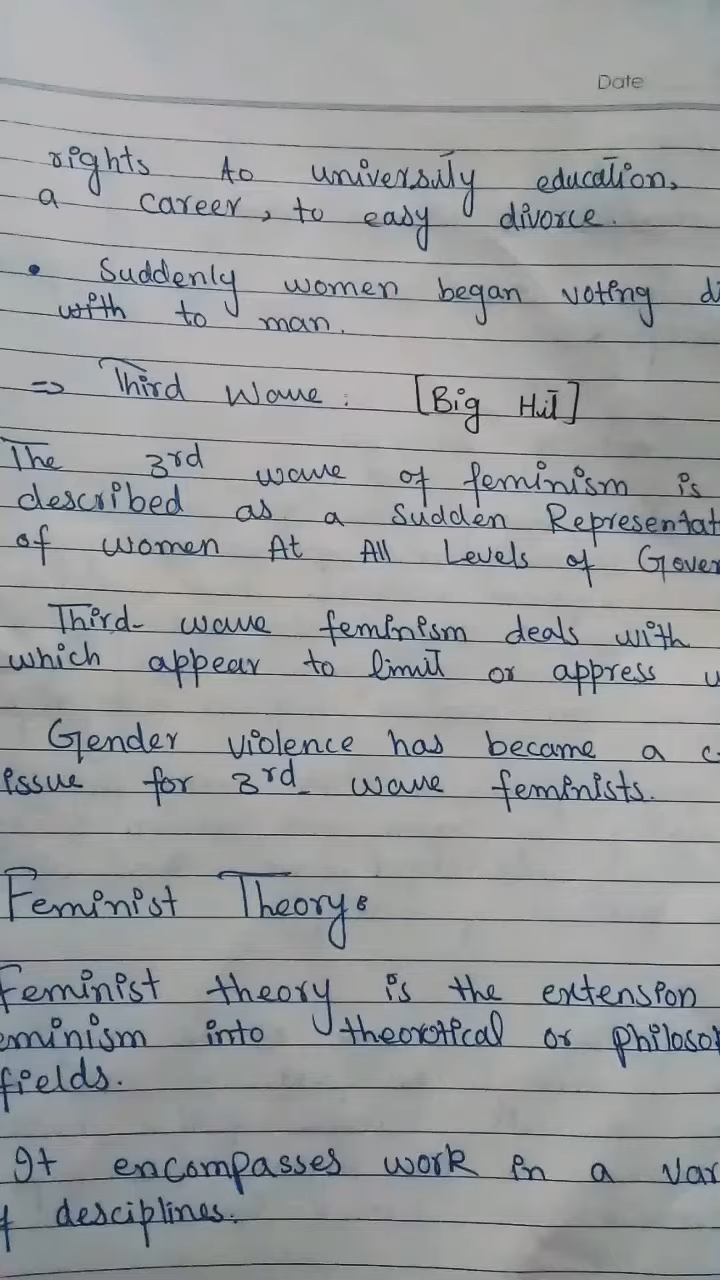 Date
rights to university education,
a career, to easy divorce.
• Suddenly women began voting
with to man.
⇒ Third Wave: [Big Hit]
The 3rd wave of feminism is
described as a Sudden Representat
of women At All Levels of Gover
Third- wave feminism deals with
which appear to limit or appress
Gender violence has became a c
issue for 3rd wave feminists.
Feminist Theory:
Feminist theory is the extension
eminism into theorotical or philoso
fields.
It encompasses work in a var
f desciplines.